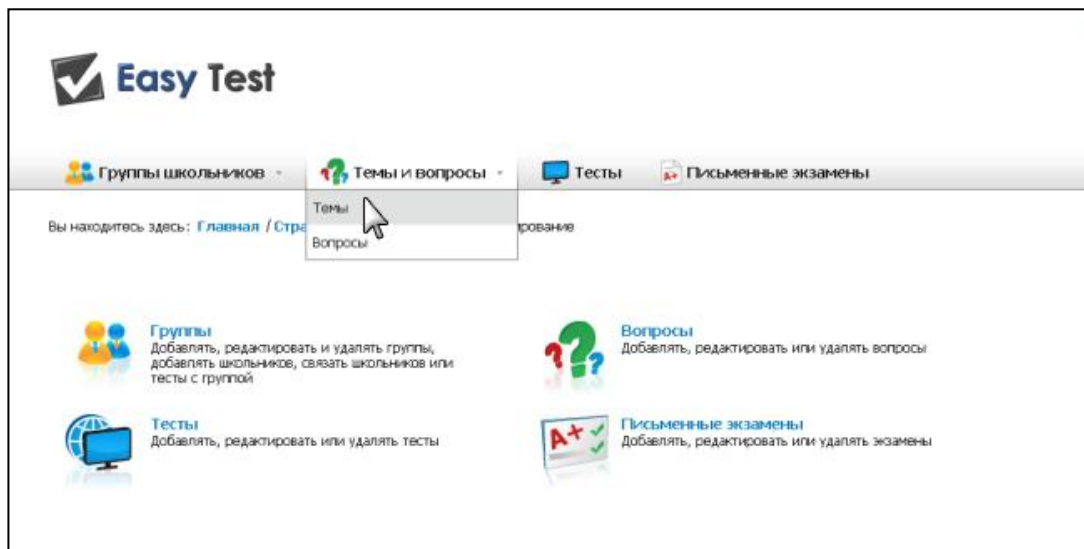 Easy Test
Группы школьников
Темы и вопросы
Тесты
Письменные экзамены
Темы
Вы находитесь здесь: Главная /
Вопросы
Группы
Добавлять, редактировать и удалять группы,
добавлять школьников, связать школьников или
тесты с группой
Вопросы
Добавлять, редактировать или удалять вопросы
Тесты
Добавлять, редактировать или удалять тесты
A+
Письменные экзамены
Добавлять, редактировать или удалять экзамены